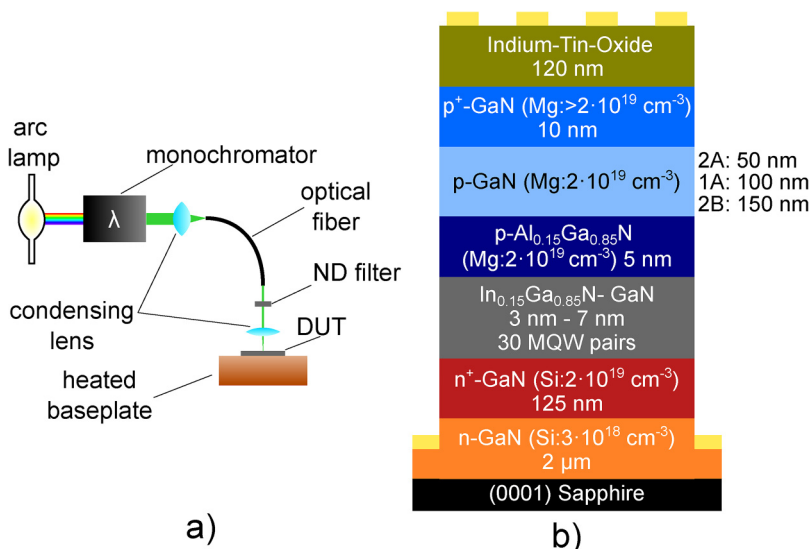 arc
lamp
monochromator
λ
optical
fiber
ND filter
condensing
lens
DUT
heated
baseplate
a)
Indium-Tin-Oxide
120 nm
p⁺-GaN (Mg:>2·10¹⁹ cm⁻³)
10 nm
p-GaN (Mg:2·10¹⁹ cm⁻³)
2A: 50 nm
1A: 100 nm
2B: 150 nm
p-Al₀.₁₅Ga₀.₈₅N
(Mg:2·10¹⁹ cm⁻³) 5 nm
In₀.₁₅Ga₀.₈₅N- GaN
3 nm - 7 nm
30 MQW pairs
n⁺-GaN (Si:2·10¹⁹ cm⁻³)
125 nm
n-GaN (Si:3·10¹⁸ cm⁻³)
2 µm
(0001) Sapphire
b)